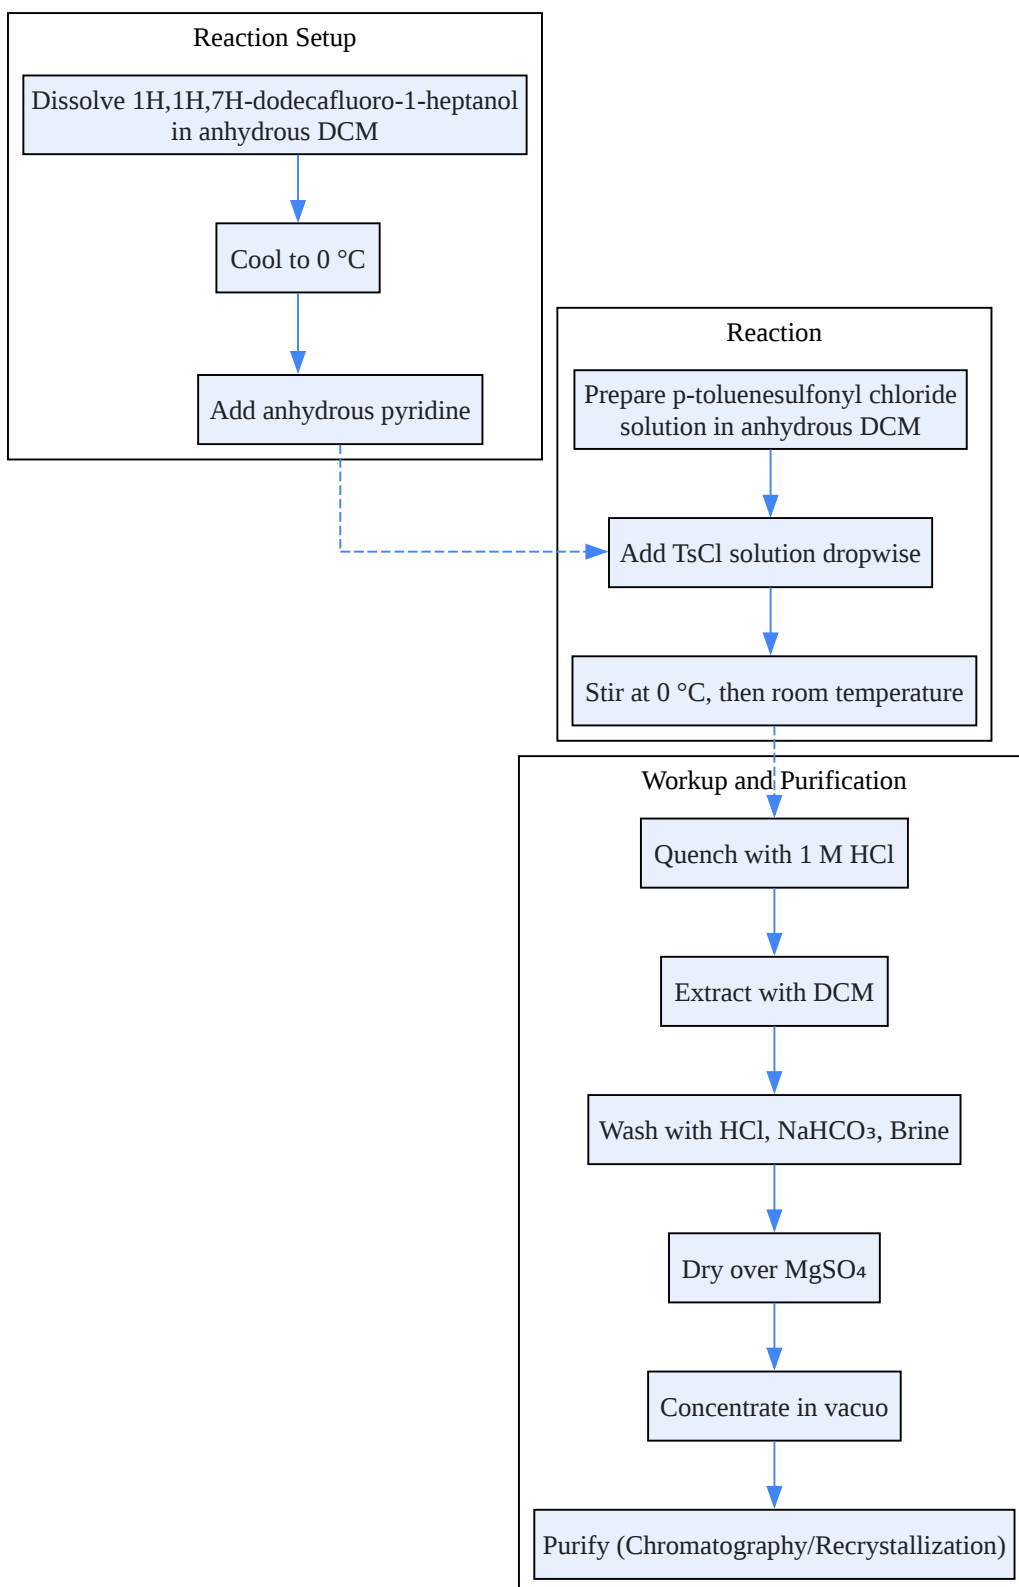 Reaction Setup
Dissolve 1H,1H,7H-dodecafluoro-1-heptanol
in anhydrous DCM
Cool to 0 °C
Add anhydrous pyridine
Reaction
Prepare p-toluenesulfonyl chloride
solution in anhydrous DCM
Add TsCl solution dropwise
Stir at 0 °C, then room temperature
Workup and Purification
Quench with 1 M HCl
Extract with DCM
Wash with HCl, NaHCO₃, Brine
Dry over MgSO₄
Concentrate in vacuo
Purify (Chromatography/Recrystallization)